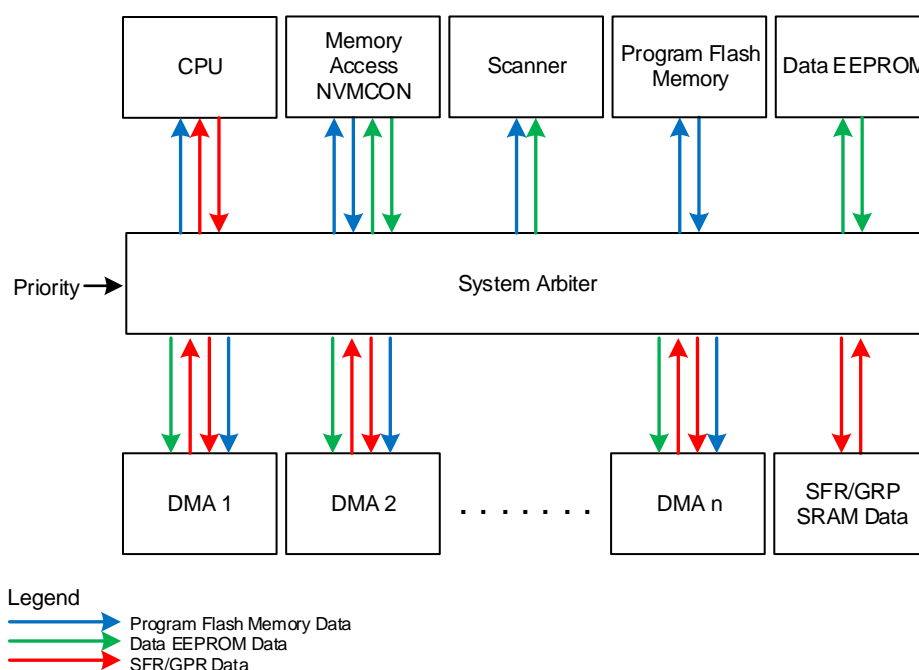 CPU
Memory
Access
NVMCON
Scanner
Program Flash
Memory
Data EEPROM
Priority
System Arbiter
DMA 1
DMA 2
. . . . . . .
DMA n
SFR/GRP
SRAM Data
Legend
Program Flash Memory Data
Data EEPROM Data
SFR/GPR Data